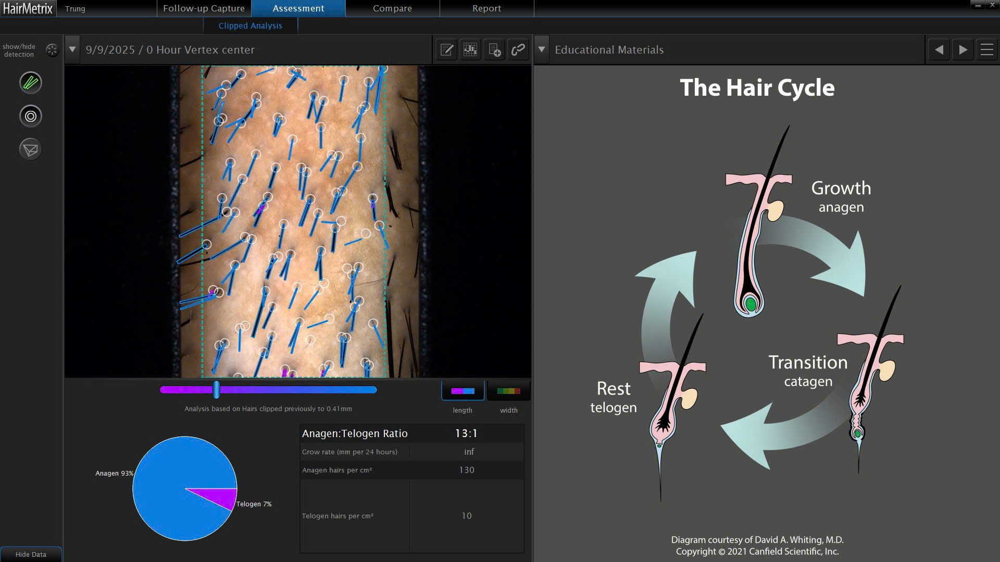 HairMetrix
Trung
Follow-up Capture
Assessment
Compare
Report
Clipped Analysis
show/hide
detection
9/9/2025 / 0 Hour Vertex center
Educational Materials
The Hair Cycle
Growth
anagen
Transition
catagen
Rest
telogen
Analysis based on Hairs clipped previously to 0.41mm
length
width
Anagen 93%
Telogen 7%
Anagen:Telogen Ratio 13:1
Grow rate (mm per 24 hours) inf
Anagen hairs per cm² 130
Telogen hairs per cm² 10
Diagram courtesy of David A. Whiting, M.D.
Copyright © 2021 Canfield Scientific, Inc.
Hide Data